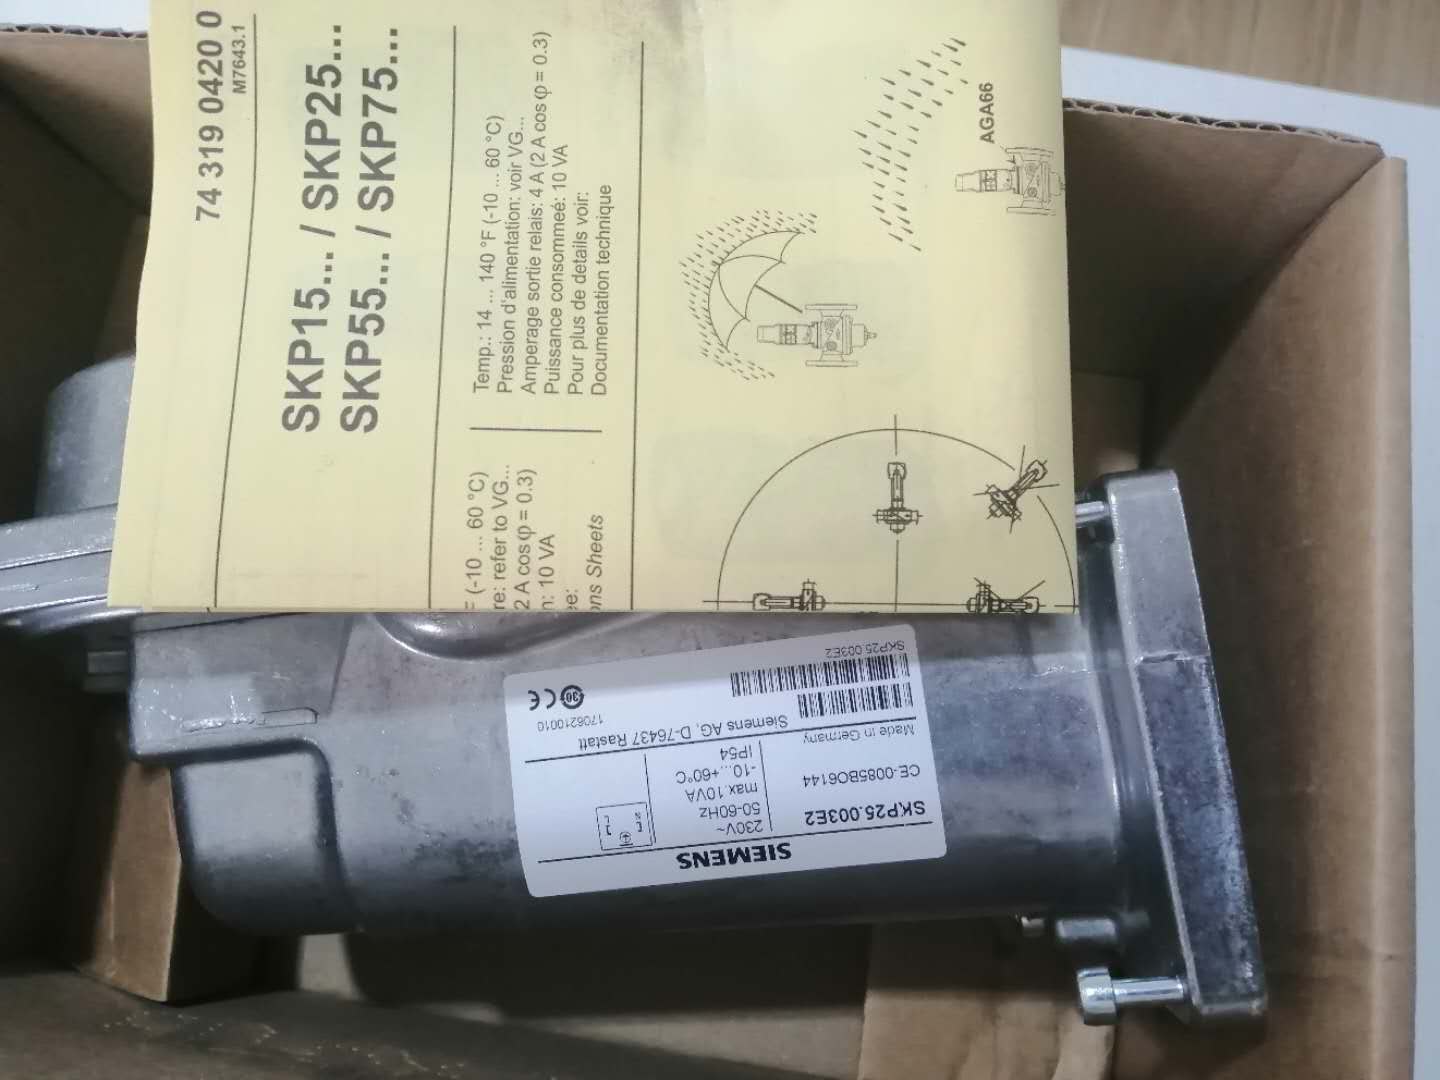 74 319 0420 0
M7643.1
SKP15... / SKP25...
SKP55... / SKP75...
(-10 ... 60 °C)
re: refer to VG...
2 A cos φ = 0.3)
n: 10 VA
ee:
ons Sheets
Temp.: 14 ... 140 °F (-10 ... 60 °C)
Pression d'alimentation: voir VG...
Amperage sortie relais: 4 A (2 A cos φ = 0.3)
Puissance consommeé: 10 VA
Pour plus de details voir:
Documentation technique
AGA66
SIEMENS
SKP25.003E2
CE-0085BO6144
Made in Germany
230V~
50-60Hz
max.10VA
-10...+60°C
IP54
N
L
Siemens AG, D-76437 Rastatt
1706210010
CE
30
SKP25.003E2